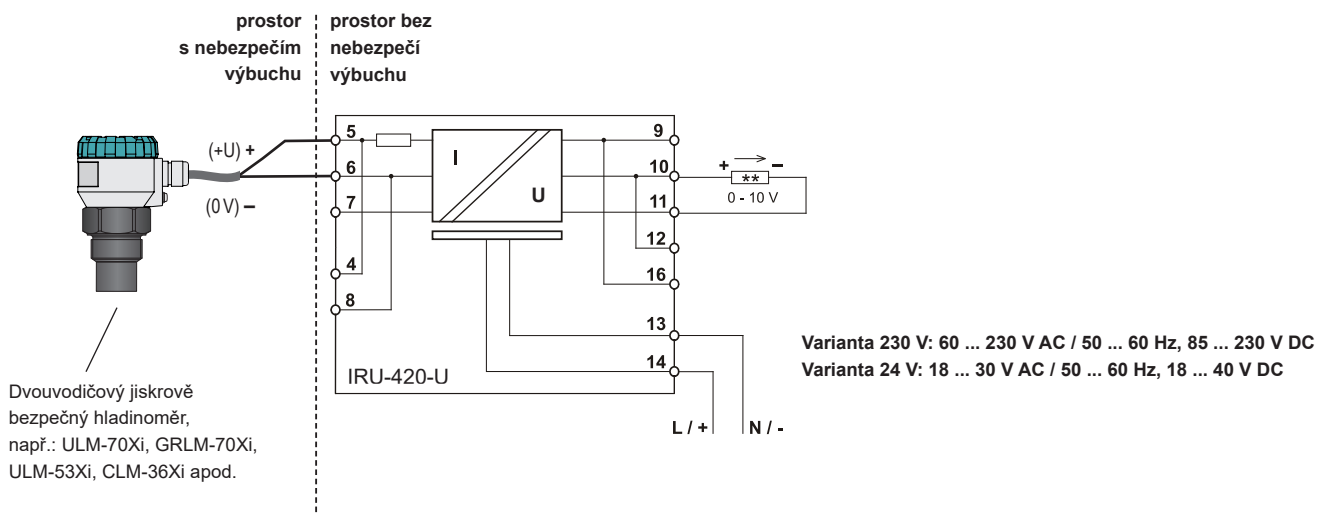 prostor
s nebezpečím
výbuchu
prostor bez
nebezpečí
výbuchu
(+U) +
(0 V) –
5
6
7
4
8
I
U
9
10
11
12
16
13
14
IRU-420-U
+ –
**
0 - 10 V
L / +
N / -
Varianta 230 V: 60 ... 230 V AC / 50 ... 60 Hz, 85 ... 230 V DC
Varianta 24 V: 18 ... 30 V AC / 50 ... 60 Hz, 18 ... 40 V DC
Dvouvodičový jiskrově
bezpečný hladinoměr,
např.: ULM-70Xi, GRLM-70Xi,
ULM-53Xi, CLM-36Xi apod.